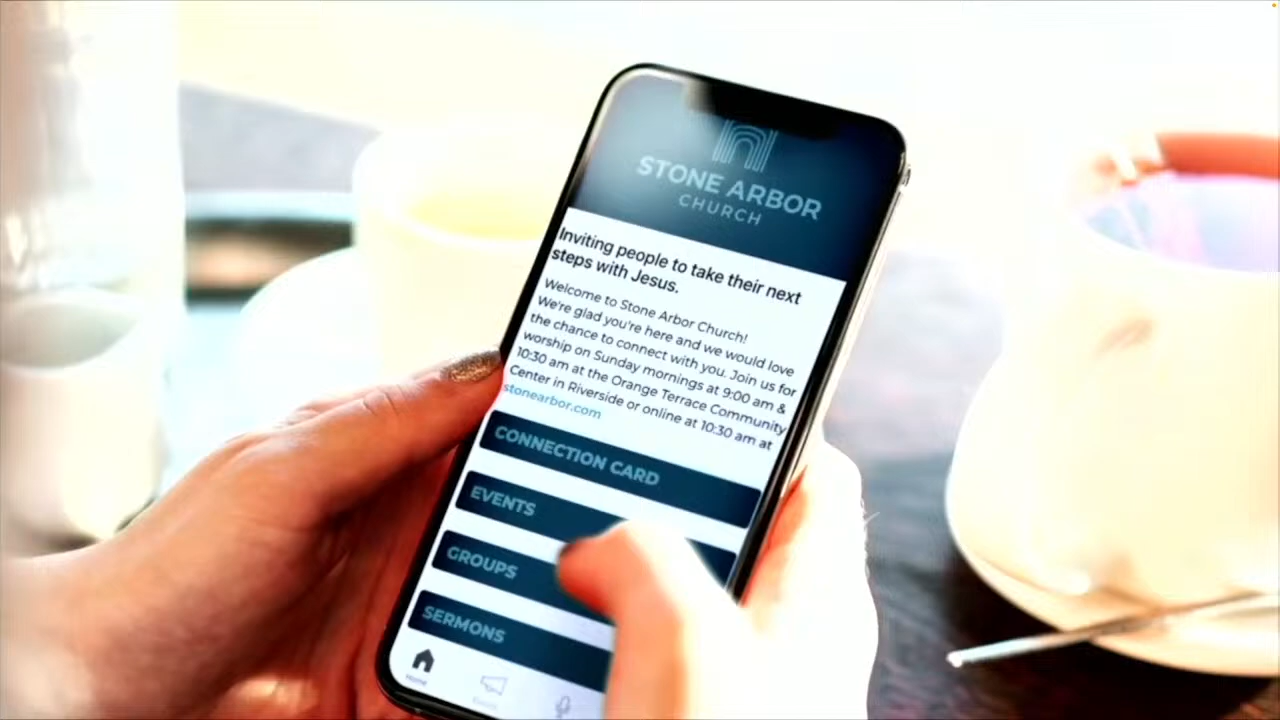 STONE ARBOR
CHURCH
Inviting people to take their next
steps with Jesus.
Welcome to Stone Arbor Church!
We're glad you're here and we would love
the chance to connect with you. Join us for
worship on Sunday mornings at 9:00 am &
10:30 am at the Orange Terrace Community
Center in Riverside or online at 10:30 am at
stonearbor.com
CONNECTION CARD
EVENTS
GROUPS
SERMONS
Home